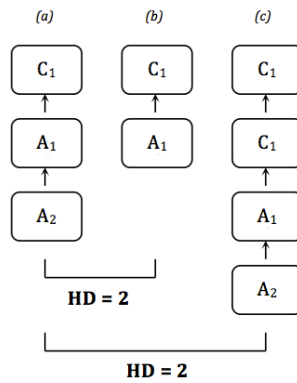 (a) (b) (c)
C₁ C₁ C₁
A₁ A₁ C₁
A₂ A₁
A₂
HD = 2
HD = 2